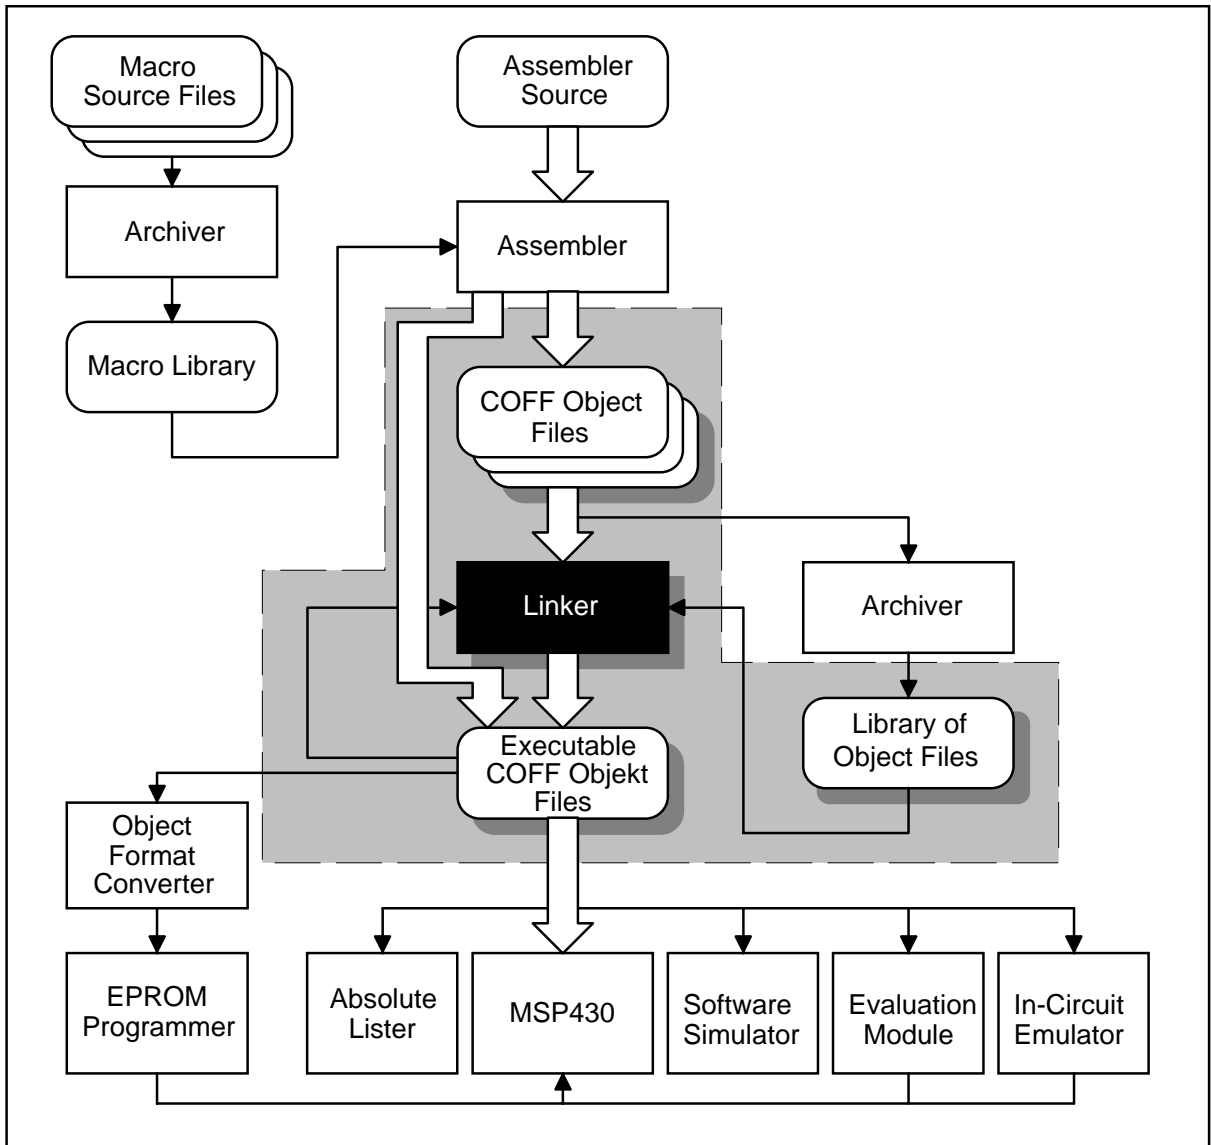 Macro
Source Files
Assembler
Source
Archiver
Assembler
Macro Library
COFF Object
Files
Linker
Archiver
Executable
COFF Objekt
Files
Library of
Object Files
Object
Format
Converter
EPROM
Programmer
Absolute
Lister
MSP430
Software
Simulator
Evaluation
Module
In-Circuit
Emulator